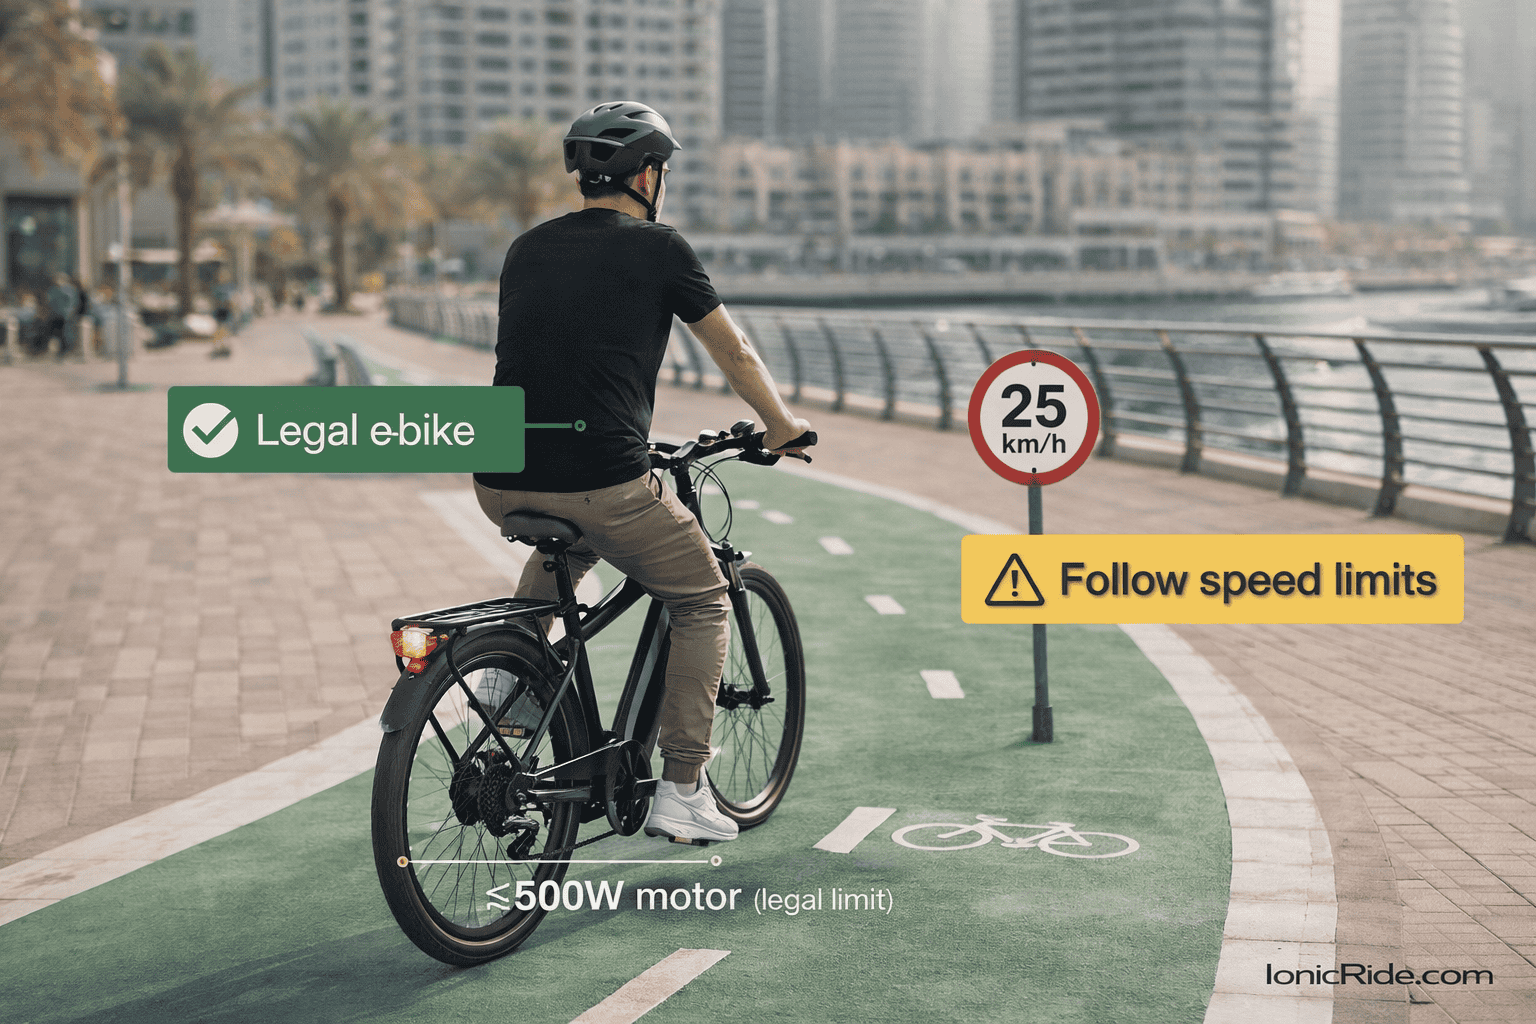 Legal e-bike
25
km/h
Follow speed limits
≲500W motor (legal limit)
IonicRide.com